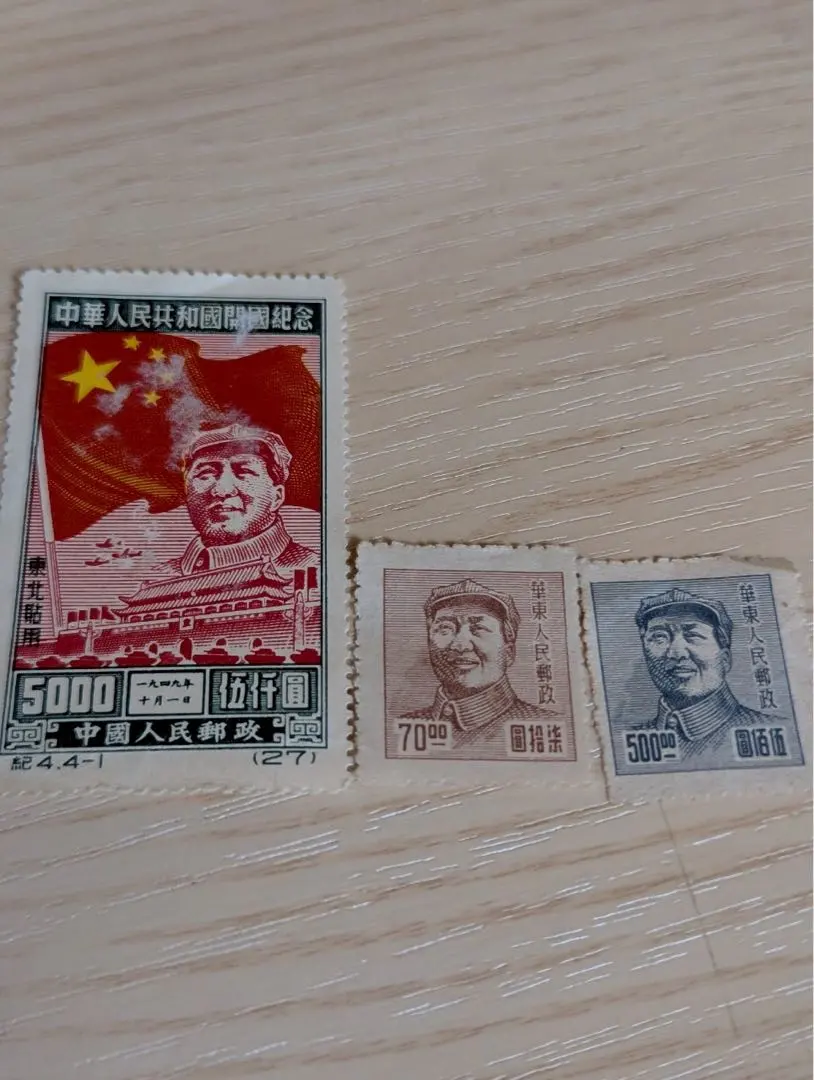 中華人民共和國開國紀念
東北貼用
5000
一九四九年
十月一日
伍仟圓
中國人民郵政
紀4.4-1 (27)
華東人民郵政
70.00 柒拾圓
華東人民郵政
500.00 伍佰圓